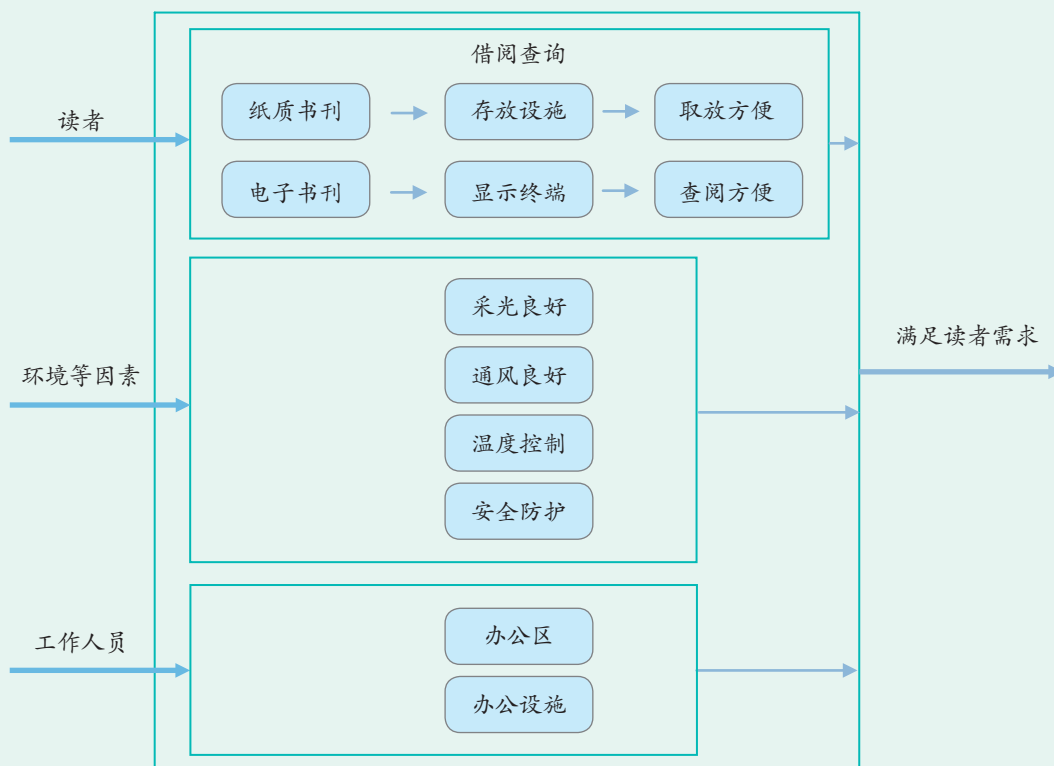 借阅查询
读者
纸质书刊
存放设施
取放方便
电子书刊
显示终端
查阅方便
环境等因素
采光良好
通风良好
温度控制
安全防护
满足读者需求
工作人员
办公区
办公设施